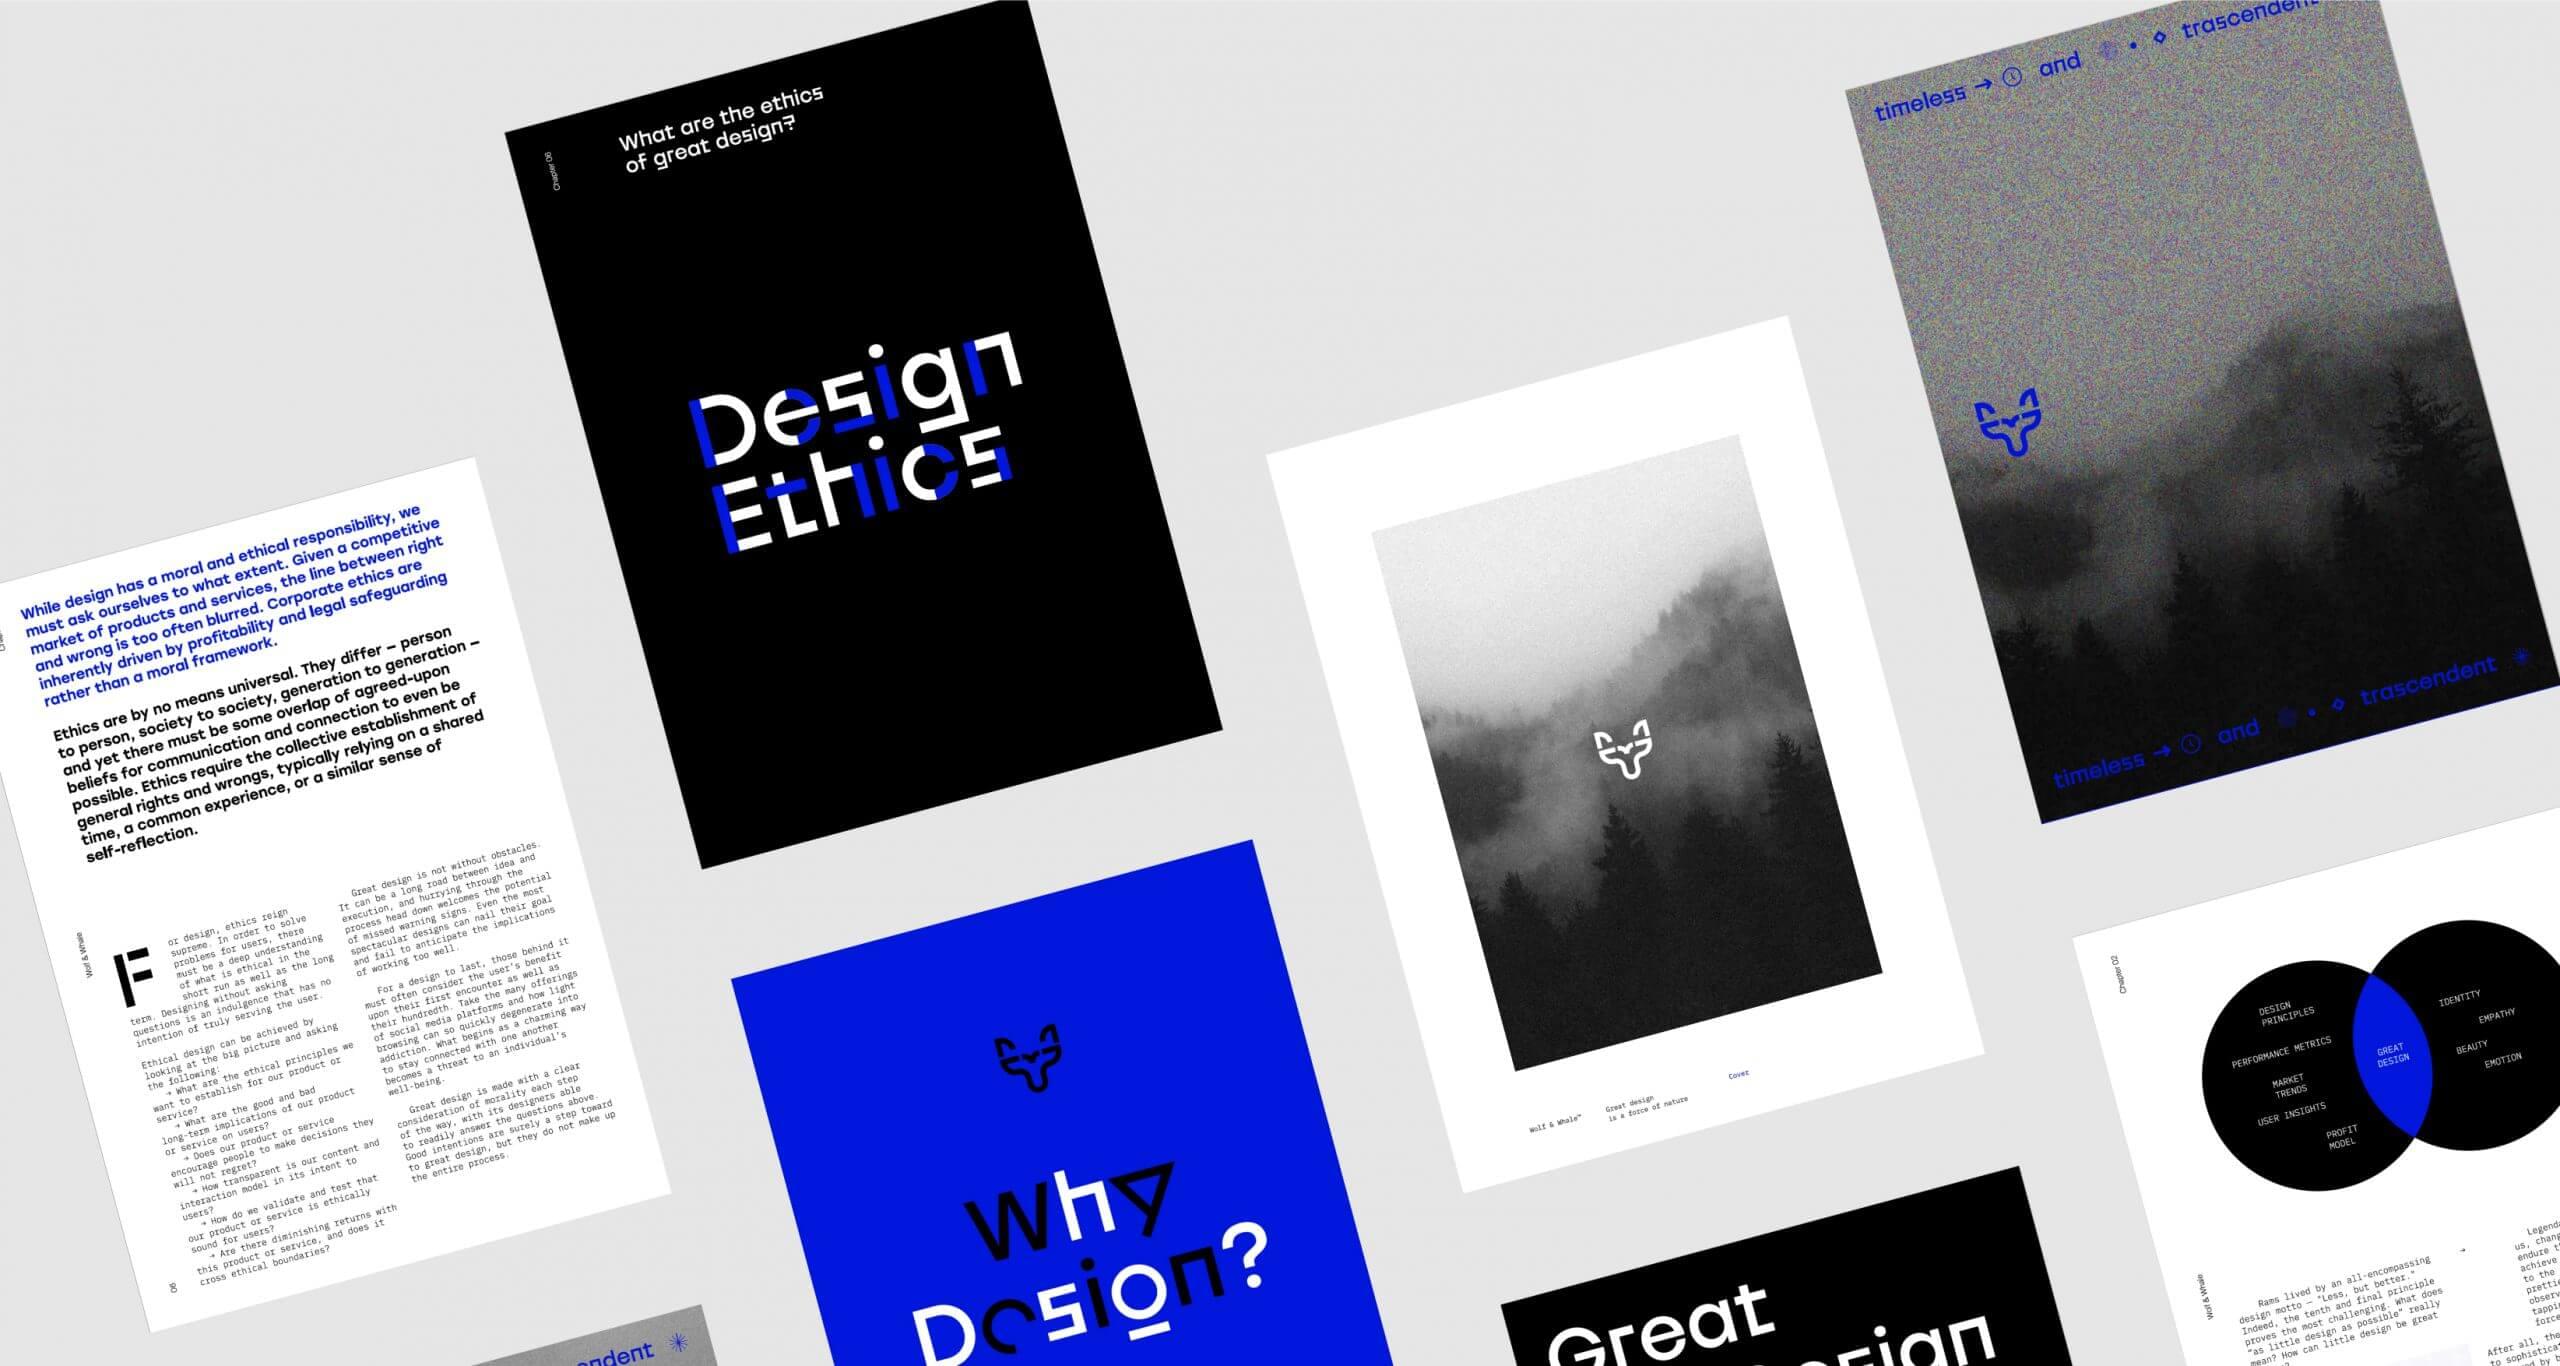 While design has a moral and ethical responsibility, we
must ask ourselves to what extent. Given a competitive
market of products and services, the line between right
and wrong is too often blurred. Corporate ethics are
inherently driven by profitability and legal safeguarding
rather than a moral framework.
Ethics are by no means universal. They differ – person
to person, society to society, generation to generation –
and yet there must be some overlap of agreed-upon
beliefs for communication and connection to even be
possible. Ethics require the collective establishment of
general rights and wrongs, typically relying on a shared
time, a common experience, or a similar sense of
self-reflection.
Wolf & Whale
For design, ethics reign
supreme. In order to solve
problems for users, there
must be a deep understanding
of what is ethical in the
short run as well as the long
term. Designing without asking
questions is an indulgence that has no
intention of truly serving the user.
Ethical design can be achieved by
looking at the big picture and asking
the following:
→ What are the ethical principles we
want to establish for our product or
service?
→ What are the good and bad
long-term implications of our product
or service on users?
→ Does our product or service
encourage people to make decisions they
will not regret?
→ How transparent is our content and
interaction model in its intent to
users?
→ How do we validate and test that
our product or service is ethically
sound for users?
→ Are there diminishing returns with
this product or service, and does it
cross ethical boundaries?
Great design is not without obstacles.
It can be a long road between idea and
execution, and hurrying through the
process head down welcomes the potential
of missed warning signs. Even the most
spectacular designs can nail their goal
and fail to anticipate the implications
of working too well.
For a design to last, those behind it
must often consider the user's benefit
upon their first encounter as well as
their hundredth. Take the many offerings
of social media platforms and how light
browsing can so quickly degenerate into
addiction. What begins as a charming way
to stay connected with one another
becomes a threat to an individual's
well-being.
Great design is made with a clear
consideration of morality each step
of the way, with its designers able
to readily answer the questions above.
Good intentions are surely a step toward
to great design, but they do not make up
the entire process.
06
Chapter 06
What are the ethics
of great design?
Design
Ethics
Why
Design?
Wolf & Whale™
Great design
is a force of nature
Cover
Great
timeless → and • ◇ trascendent
timeless → and • ◇ trascendent
Chapter 02
DESIGN
PRINCIPLES
PERFORMANCE METRICS
MARKET
TRENDS
USER INSIGHTS
PROFIT
MODEL
GREAT
DESIGN
IDENTITY
EMPATHY
BEAUTY
EMOTION
Wolf & Whale
Rams lived by an all-encompassing
design motto — "Less, but better."
Indeed, the tenth and final principle
proves the most challenging. What does
"as little design as possible" really
mean? How can little design be great
→
us, chang
achieve
to the
force
After all, the
to sophistica